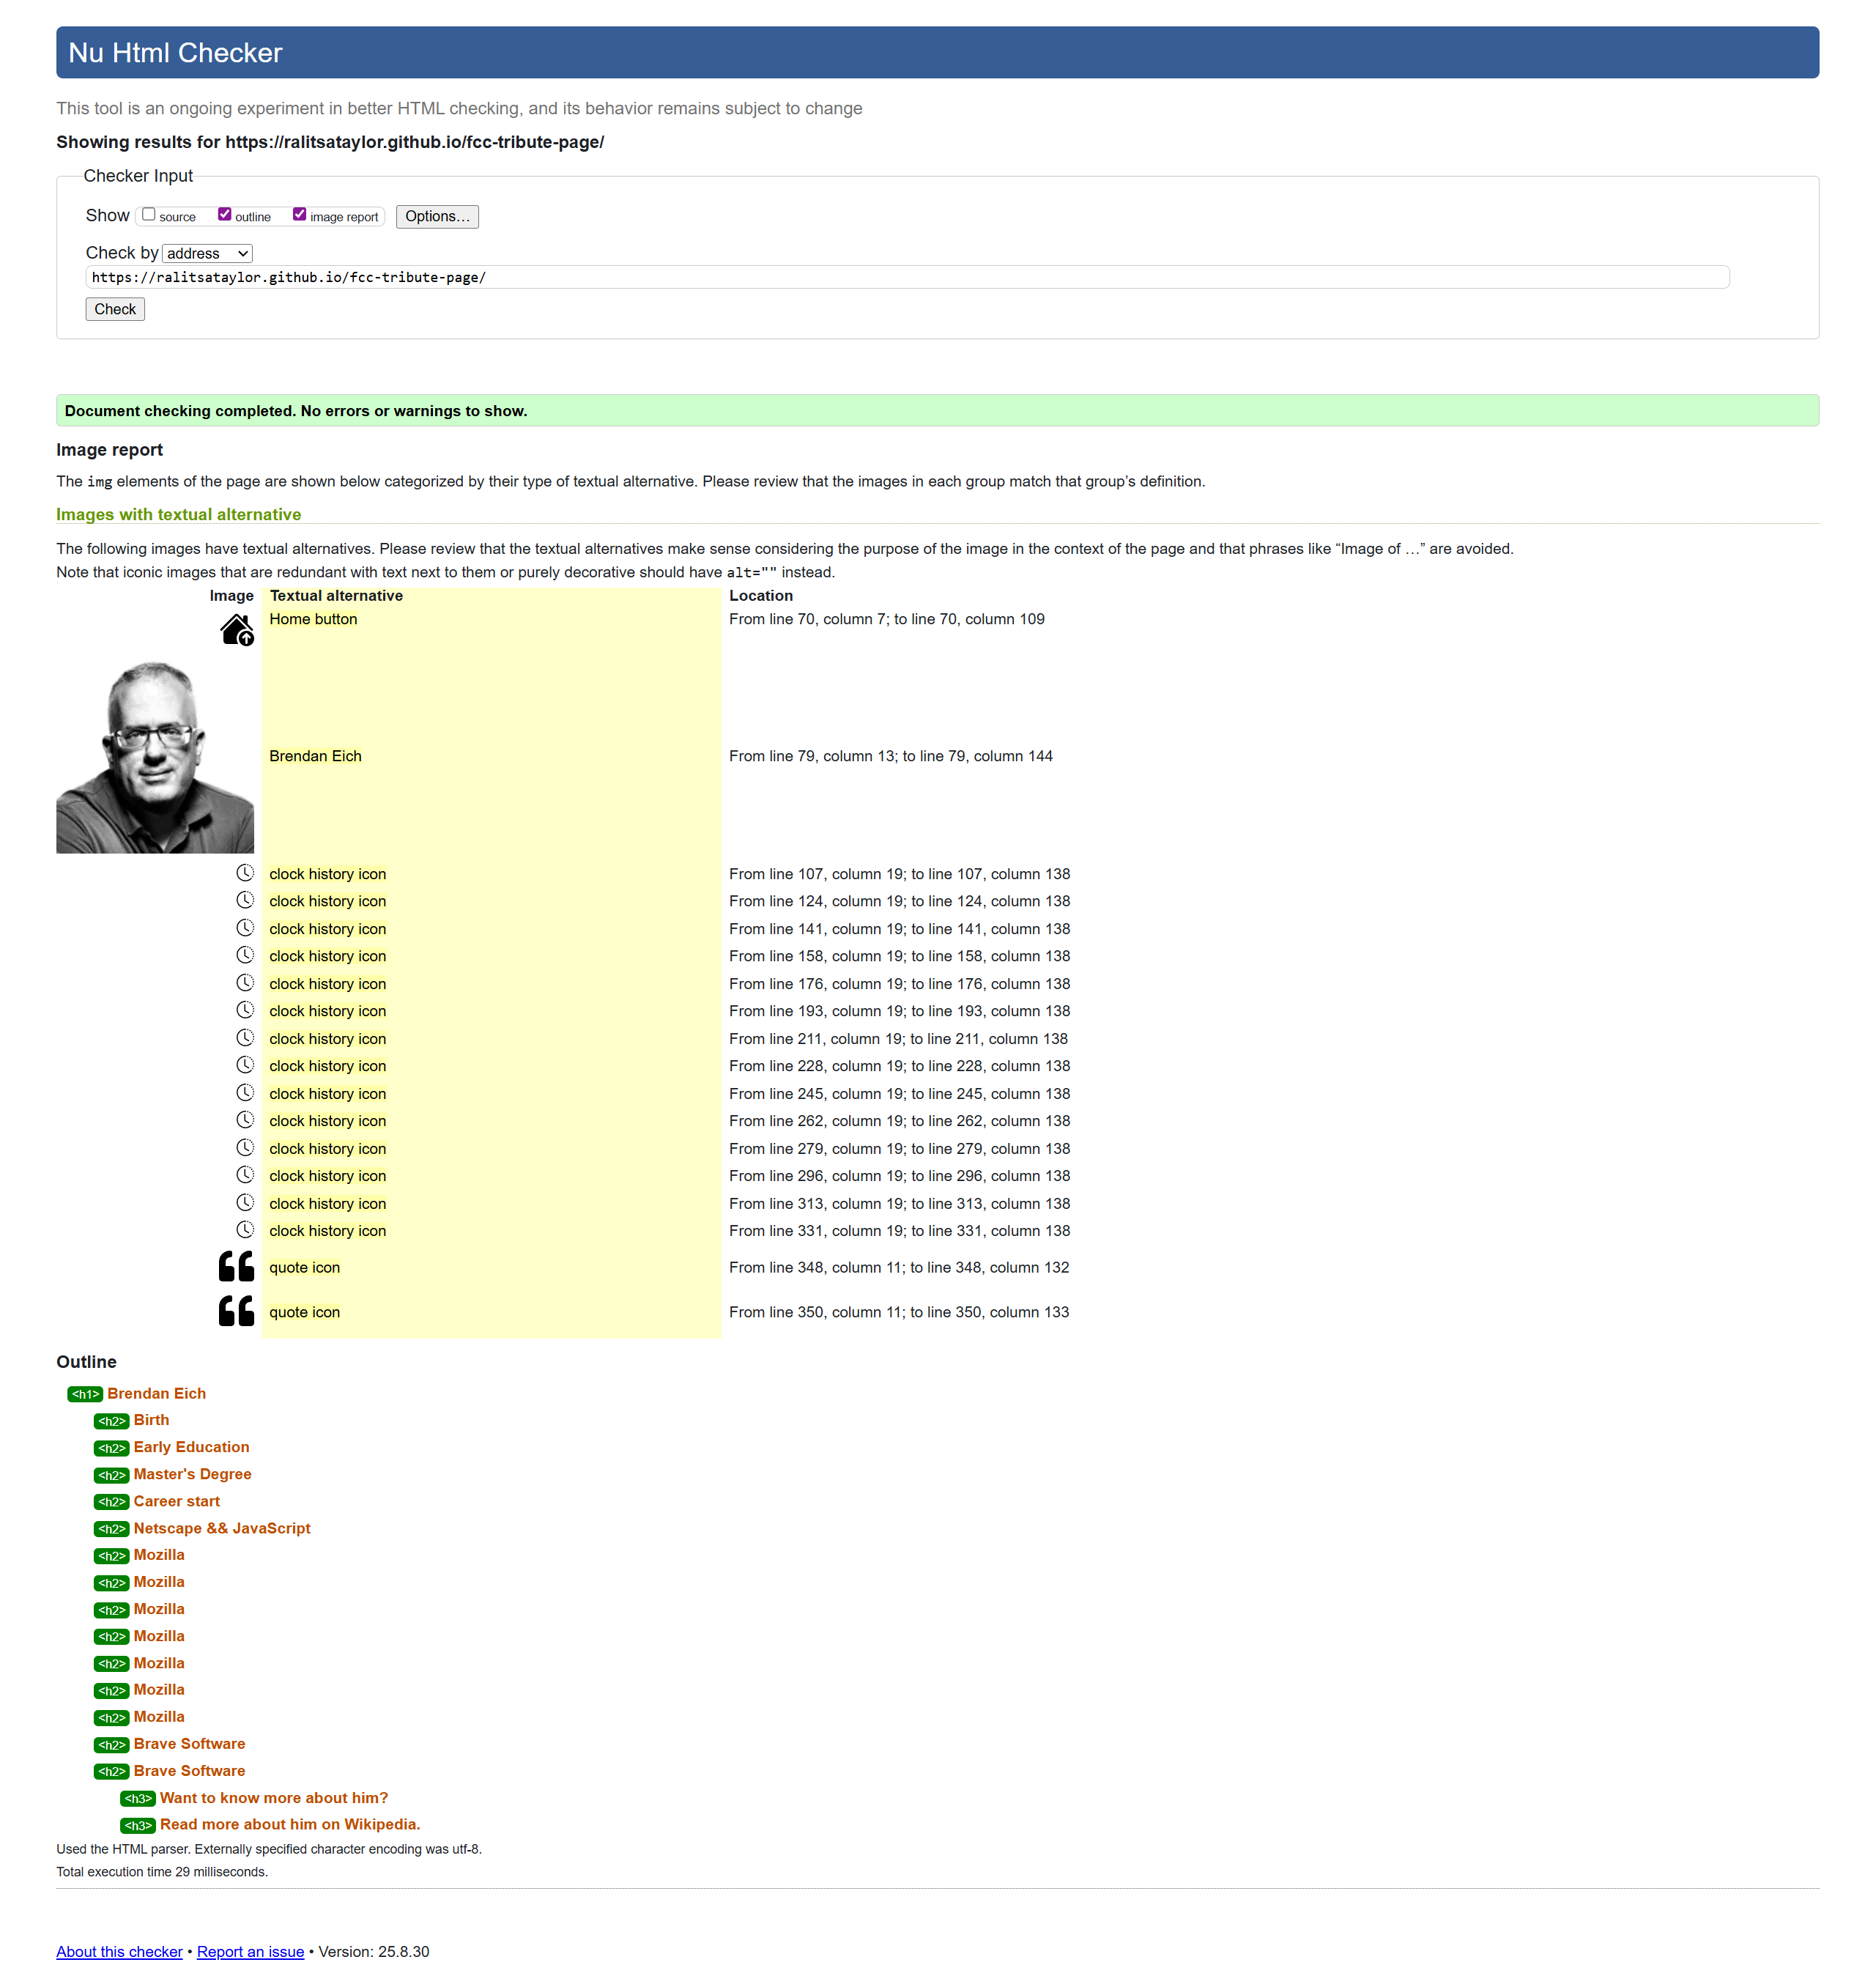 Nu Html Checker
This tool is an ongoing experiment in better HTML checking, and its behavior remains subject to change
Showing results for https://ralitsataylor.github.io/fcc-tribute-page/
Checker Input
Show source outline image report Options…
Check by address
https://ralitsataylor.github.io/fcc-tribute-page/
Check
Document checking completed. No errors or warnings to show.
Image report
The img elements of the page are shown below categorized by their type of textual alternative. Please review that the images in each group match that group’s definition.
Images with textual alternative
The following images have textual alternatives. Please review that the textual alternatives make sense considering the purpose of the image in the context of the page and that phrases like “Image of …” are avoided.
Note that iconic images that are redundant with text next to them or purely decorative should have alt="" instead.
Image Textual alternative Location
Home button From line 70, column 7; to line 70, column 109
Brendan Eich From line 79, column 13; to line 79, column 144
clock history icon From line 107, column 19; to line 107, column 138
clock history icon From line 124, column 19; to line 124, column 138
clock history icon From line 141, column 19; to line 141, column 138
clock history icon From line 158, column 19; to line 158, column 138
clock history icon From line 176, column 19; to line 176, column 138
clock history icon From line 193, column 19; to line 193, column 138
clock history icon From line 211, column 19; to line 211, column 138
clock history icon From line 228, column 19; to line 228, column 138
clock history icon From line 245, column 19; to line 245, column 138
clock history icon From line 262, column 19; to line 262, column 138
clock history icon From line 279, column 19; to line 279, column 138
clock history icon From line 296, column 19; to line 296, column 138
clock history icon From line 313, column 19; to line 313, column 138
clock history icon From line 331, column 19; to line 331, column 138
quote icon From line 348, column 11; to line 348, column 132
quote icon From line 350, column 11; to line 350, column 133
Outline
<h1> Brendan Eich
<h2> Birth
<h2> Early Education
<h2> Master's Degree
<h2> Career start
<h2> Netscape && JavaScript
<h2> Mozilla
<h2> Mozilla
<h2> Mozilla
<h2> Mozilla
<h2> Mozilla
<h2> Mozilla
<h2> Mozilla
<h2> Brave Software
<h2> Brave Software
<h3> Want to know more about him?
<h3> Read more about him on Wikipedia.
Used the HTML parser. Externally specified character encoding was utf-8.
Total execution time 29 milliseconds.
About this checker • Report an issue • Version: 25.8.30